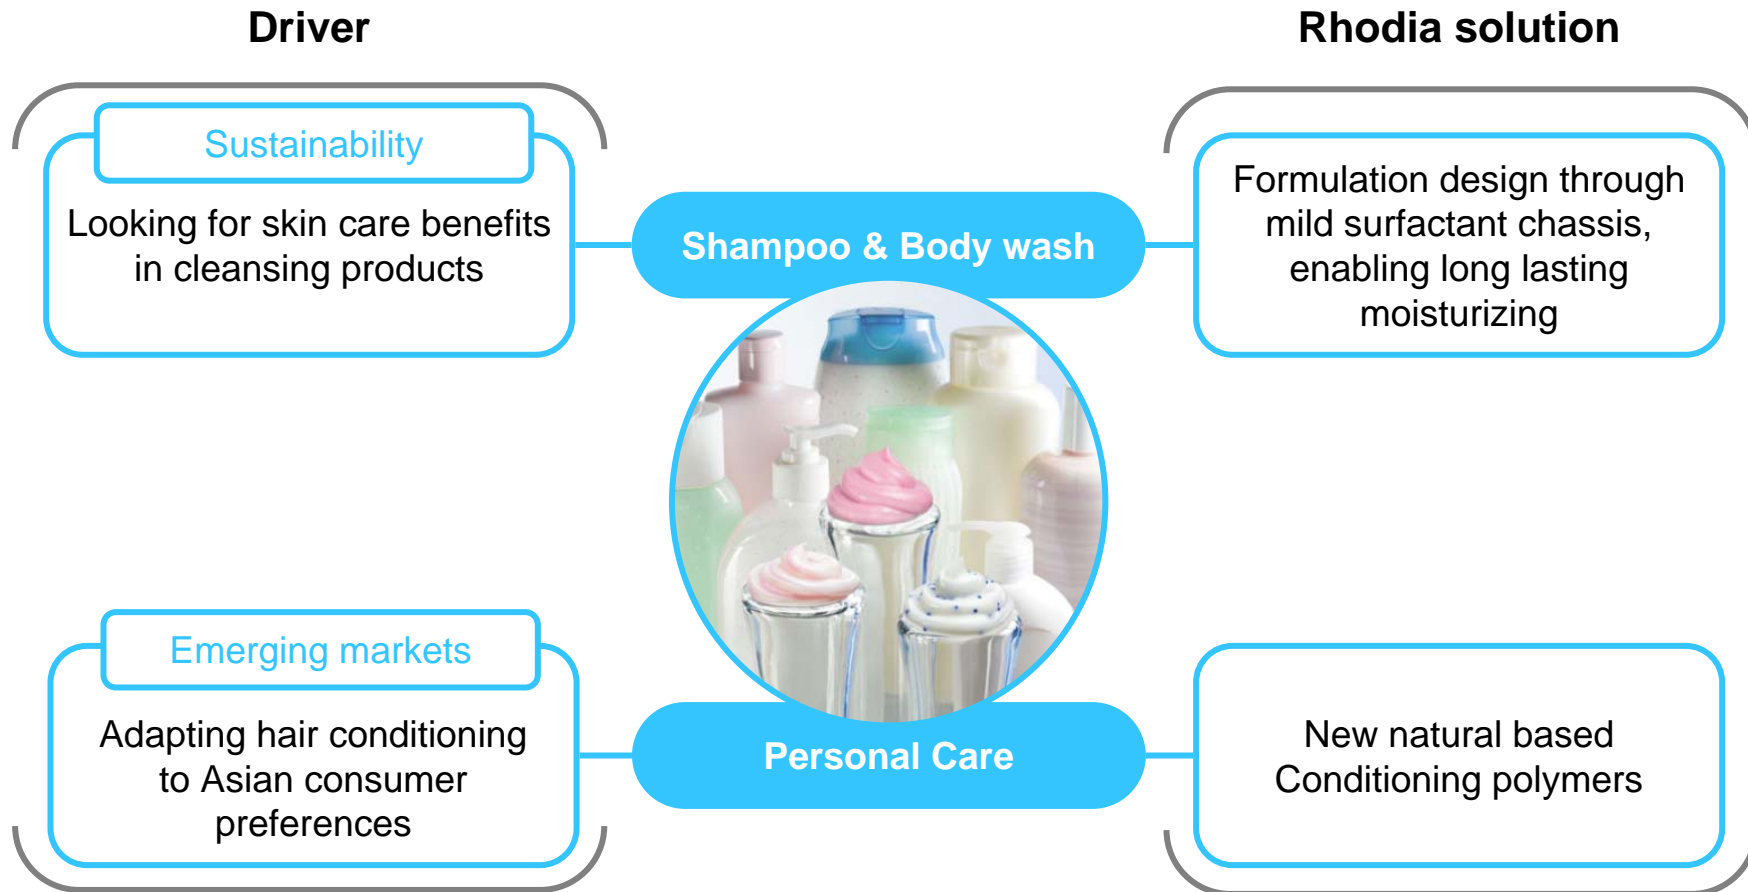 Driver
Rhodia solution
Sustainability
Looking for skin care benefits
in cleansing products
Shampoo & Body wash
Formulation design through
mild surfactant chassis,
enabling long lasting
moisturizing
Emerging markets
Adapting hair conditioning
to Asian consumer
preferences
Personal Care
New natural based
Conditioning polymers